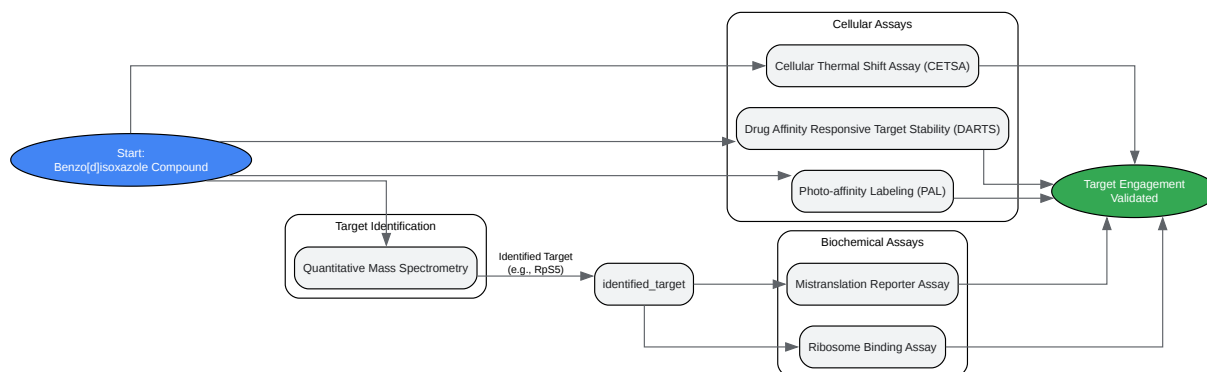 Cellular Assays
Cellular Thermal Shift Assay (CETSA)
Drug Affinity Responsive Target Stability (DARTS)
Start:
Benzo[d]isoxazole Compound
Photo-affinity Labeling (PAL)
Target Engagement
Validated
Target Identification
Quantitative Mass Spectrometry
Identified Target
(e.g., RpS5)
identified_target
Biochemical Assays
Mistranslation Reporter Assay
Ribosome Binding Assay